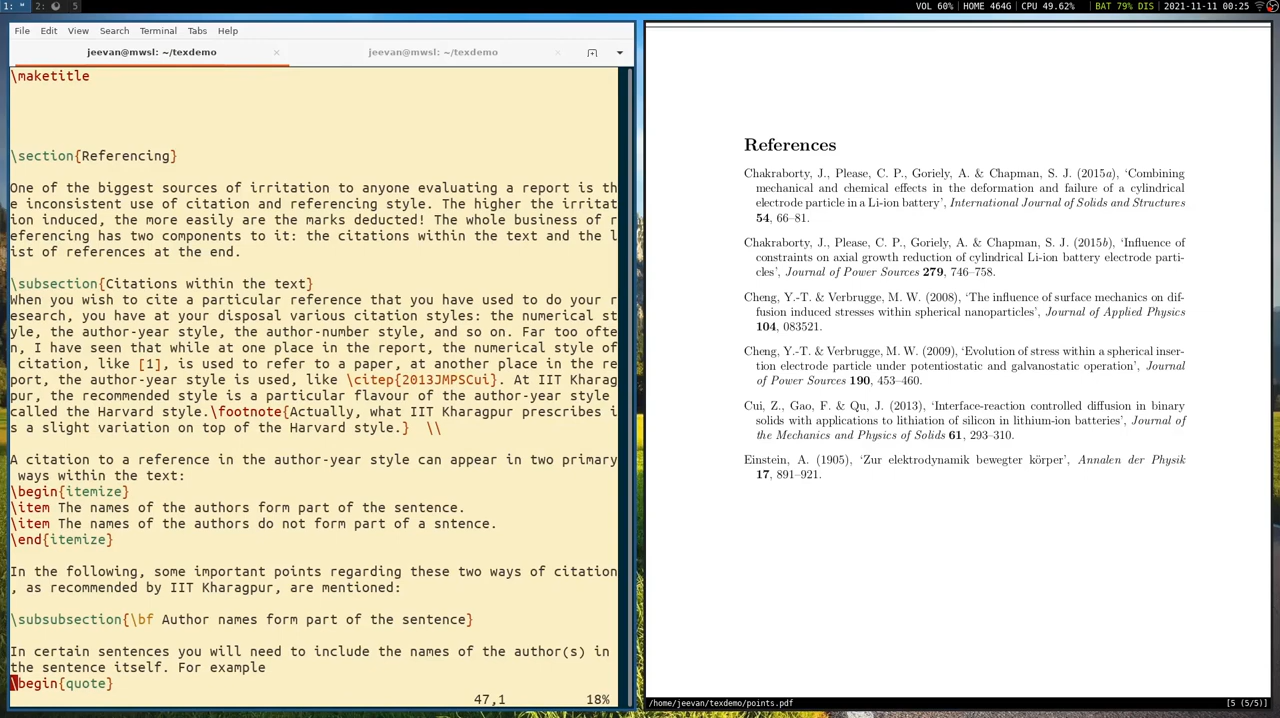 1: " 2: 5 VOL 60% HOME 464G CPU 49.62% BAT 79% DIS 2021-11-11 00:25
File Edit View Search Terminal Tabs Help
jeevan@mwsl: ~/texdemo × jeevan@mwsl: ~/texdemo ×
\maketitle
\section{Referencing}
One of the biggest sources of irritation to anyone evaluating a report is th
e inconsistent use of citation and referencing style. The higher the irritat
ion induced, the more easily are the marks deducted! The whole business of r
eferencing has two components to it: the citations within the text and the l
ist of references at the end.
\subsection{Citations within the text}
When you wish to cite a particular reference that you have used to do your r
esearch, you have at your disposal various citation styles: the numerical st
yle, the author-year style, the author-number style, and so on. Far too ofte
n, I have seen that while at one place in the report, the numerical style of
 citation, like [1], is used to refer to a paper, at another place in the re
port, the author-year style is used, like \citep{2013JMPSCui}. At IIT Kharag
pur, the recommended style is a particular flavour of the author-year style
called the Harvard style.\footnote{Actually, what IIT Kharagpur prescribes i
s a slight variation on top of the Harvard style.}  \\
A citation to a reference in the author-year style can appear in two primary
 ways within the text:
\begin{itemize}
\item The names of the authors form part of the sentence.
\item The names of the authors do not form part of a sntence.
\end{itemize}
In the following, some important points regarding these two ways of citation
, as recommended by IIT Kharagpur, are mentioned:
\subsubsection{\bf Author names form part of the sentence}
In certain sentences you will need to include the names of the author(s) in
the sentence itself. For example
\begin{quote}
47,1 18%
References
Chakraborty, J., Please, C. P., Goriely, A. & Chapman, S. J. (2015a), ‘Combining
mechanical and chemical effects in the deformation and failure of a cylindrical
electrode particle in a Li-ion battery’, International Journal of Solids and Structures
54, 66–81.
Chakraborty, J., Please, C. P., Goriely, A. & Chapman, S. J. (2015b), ‘Influence of
constraints on axial growth reduction of cylindrical Li-ion battery electrode parti-
cles’, Journal of Power Sources 279, 746–758.
Cheng, Y.-T. & Verbrugge, M. W. (2008), ‘The influence of surface mechanics on dif-
fusion induced stresses within spherical nanoparticles’, Journal of Applied Physics
104, 083521.
Cheng, Y.-T. & Verbrugge, M. W. (2009), ‘Evolution of stress within a spherical inser-
tion electrode particle under potentiostatic and galvanostatic operation’, Journal
of Power Sources 190, 453–460.
Cui, Z., Gao, F. & Qu, J. (2013), ‘Interface-reaction controlled diffusion in binary
solids with applications to lithiation of silicon in lithium-ion batteries’, Journal of
the Mechanics and Physics of Solids 61, 293–310.
Einstein, A. (1905), ‘Zur elektrodynamik bewegter körper’, Annalen der Physik
17, 891–921.
/home/jeevan/texdemo/points.pdf [5 (5/5)]